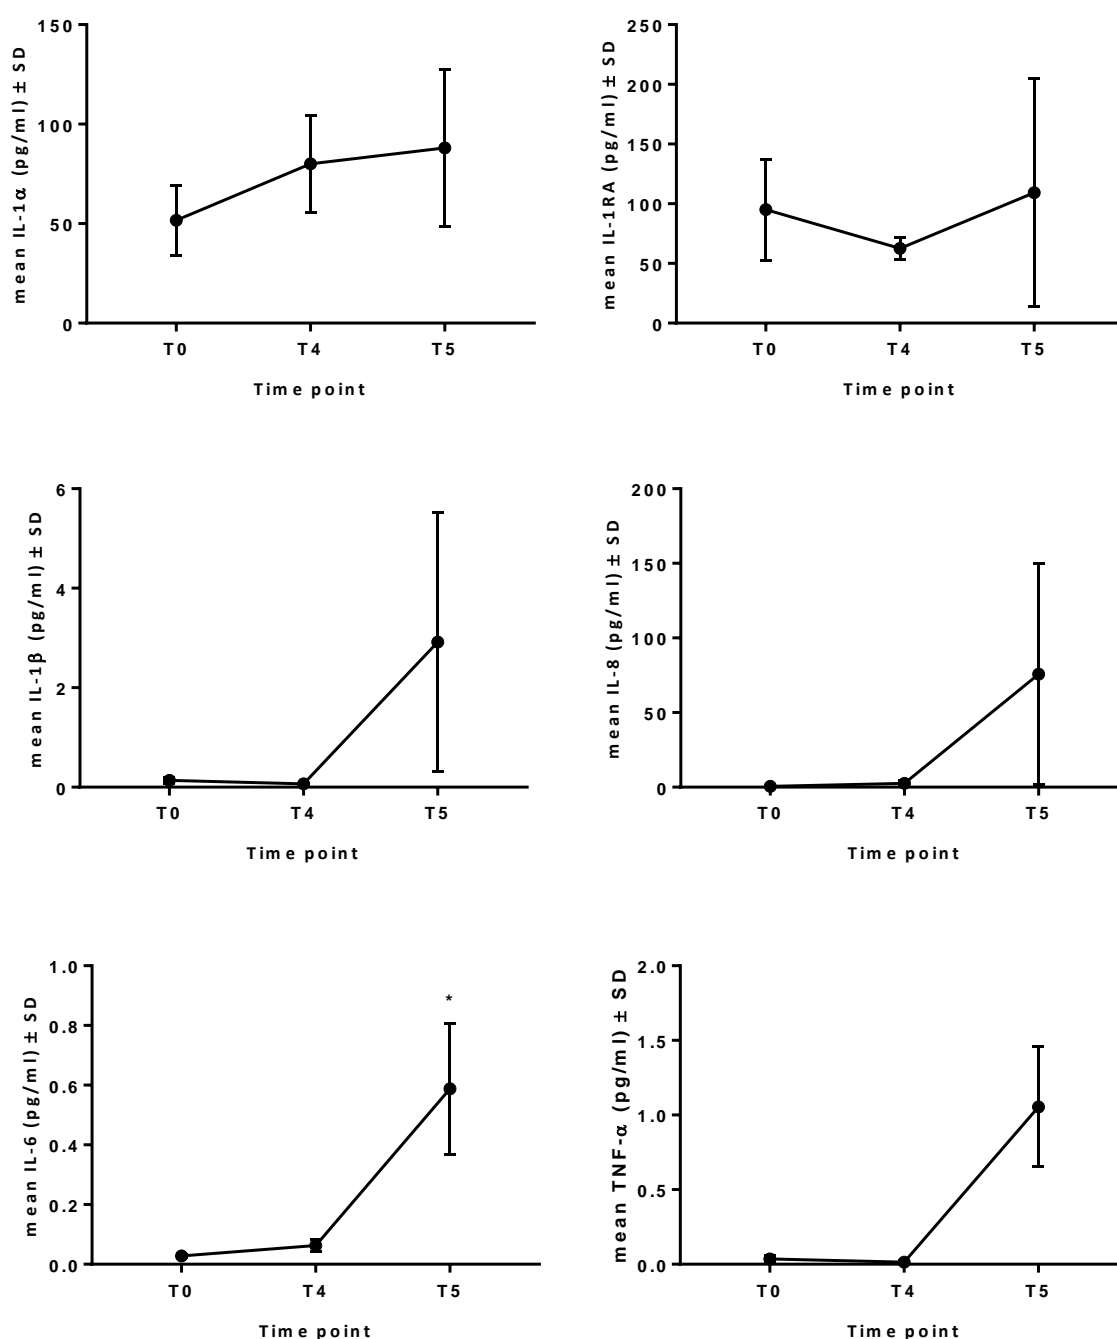 mean IL-1α (pg/ml) ± SD
150
100
50
0
T0 T4 T5
Time point
mean IL-1RA (pg/ml) ± SD
250
200
150
100
50
0
T0 T4 T5
Time point
mean IL-1β (pg/ml) ± SD
6
4
2
0
T0 T4 T5
Time point
mean IL-8 (pg/ml) ± SD
200
150
100
50
0
T0 T4 T5
Time point
mean IL-6 (pg/ml) ± SD
1.0
0.8
0.6
0.4
0.2
0.0
*
T0 T4 T5
Time point
mean TNF-α (pg/ml) ± SD
2.0
1.5
1.0
0.5
0.0
T0 T4 T5
Time point